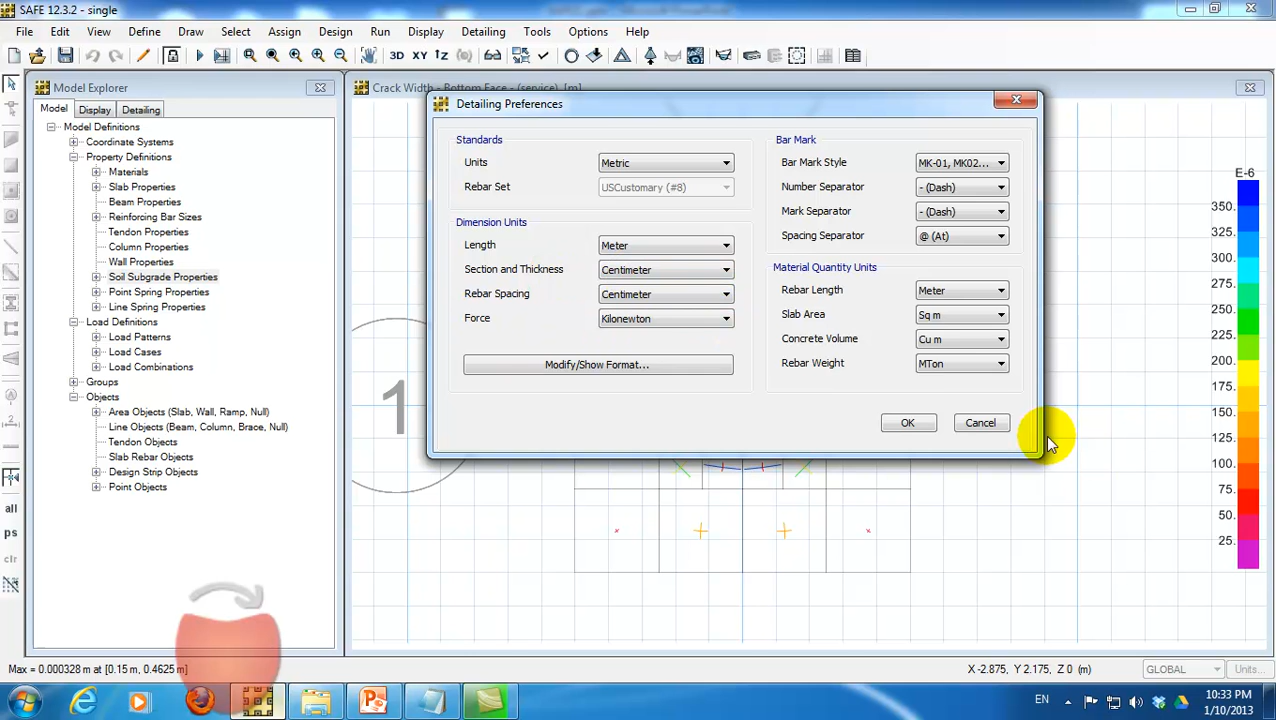 SAFE 12.3.2 - single
File Edit View Define Draw Select Assign Design Run Display Detailing Tools Options Help
3D XY
Model Explorer
Crack Width - Bottom Face - (service) [m]
Model Display Detailing
Model Definitions
Coordinate Systems
Property Definitions
Materials
Slab Properties
Beam Properties
Reinforcing Bar Sizes
Tendon Properties
Column Properties
Wall Properties
Soil Subgrade Properties
Point Spring Properties
Line Spring Properties
Load Definitions
Load Patterns
Load Cases
Load Combinations
Groups
Objects
Area Objects (Slab, Wall, Ramp, Null)
Line Objects (Beam, Column, Brace, Null)
Tendon Objects
Slab Rebar Objects
Design Strip Objects
Point Objects
all
ps
clr
Detailing Preferences
Standards
Units Metric
Rebar Set USCustomary (#8)
Dimension Units
Length Meter
Section and Thickness Centimeter
Rebar Spacing Centimeter
Force Kilonewton
Modify/Show Format...
Bar Mark
Bar Mark Style MK-01, MK02...
Number Separator - (Dash)
Mark Separator - (Dash)
Spacing Separator @ (At)
Material Quantity Units
Rebar Length Meter
Slab Area Sq m
Concrete Volume Cu m
Rebar Weight MTon
OK Cancel
1
E-6
350.
325.
300.
275.
250.
225.
200.
175.
150.
125.
100.
75.
50.
25.
Max = 0.000328 m at [0.15 m, 0.4625 m]
X -2.875, Y 2.175, Z 0 (m)
GLOBAL
Units...
EN
10:33 PM
1/10/2013